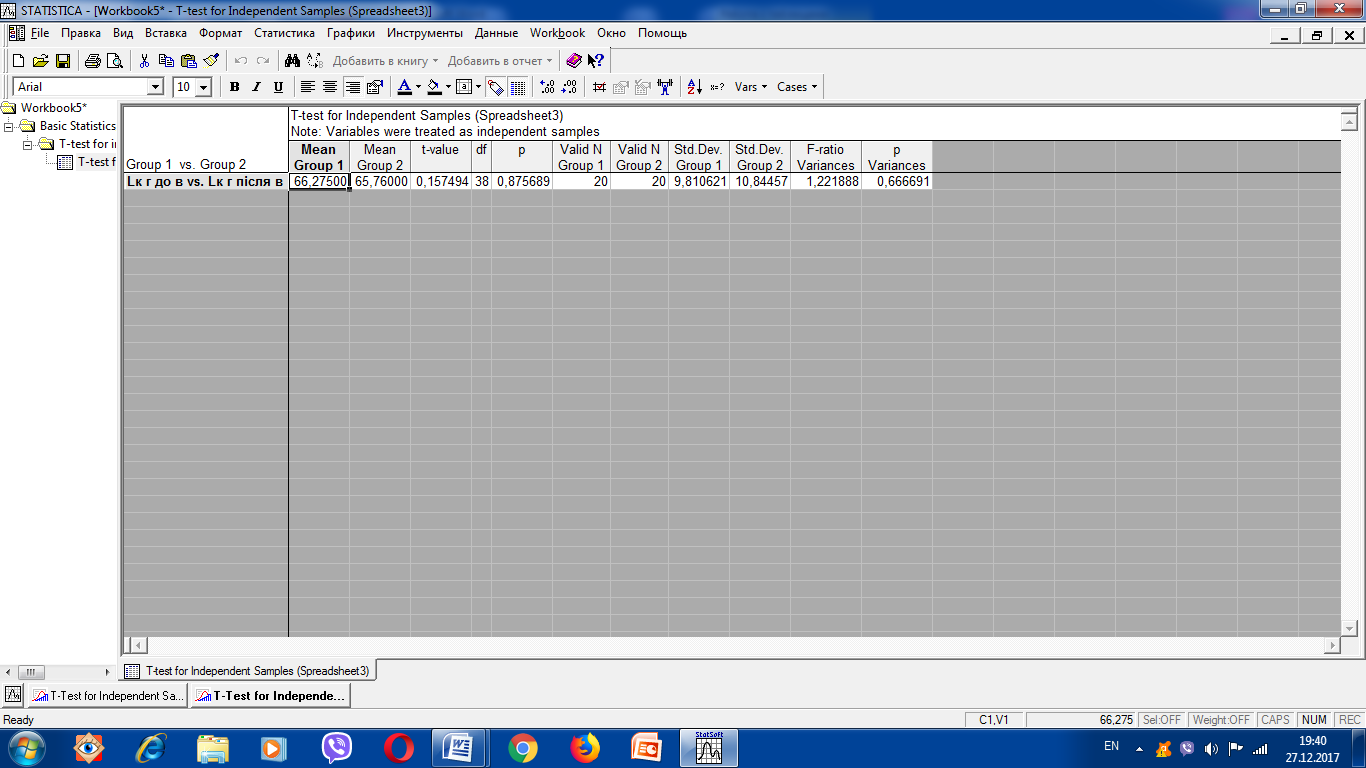 STATISTICA - [Workbook5* - T-test for Independent Samples (Spreadsheet3)]
File Правка Вид Вставка Формат Статистика Графики Инструменты Данные Workbook Окно Помощь
Добавить в книгу Добавить в отчет
Arial 10 B I U A Vars Cases
Workbook5*
Basic Statistics
T-test for i
T-test f
T-test for Independent Samples (Spreadsheet3)
Note: Variables were treated as independent samples
Group 1 vs. Group 2
Mean Group 1
Mean Group 2
t-value
df
p
Valid N Group 1
Valid N Group 2
Std.Dev. Group 1
Std.Dev. Group 2
F-ratio Variances
p Variances
Lк г до в vs. Lк г після в 66,27500 65,76000 0,157494 38 0,875689 20 20 9,810621 10,84457 1,221888 0,666691
T-test for Independent Samples (Spreadsheet3)
T-Test for Independent Sa... T-Test for Independe...
Ready C1,V1 66,275 Sel:OFF Weight:OFF CAPS NUM REC
StatSoft
EN 19:40
27.12.2017